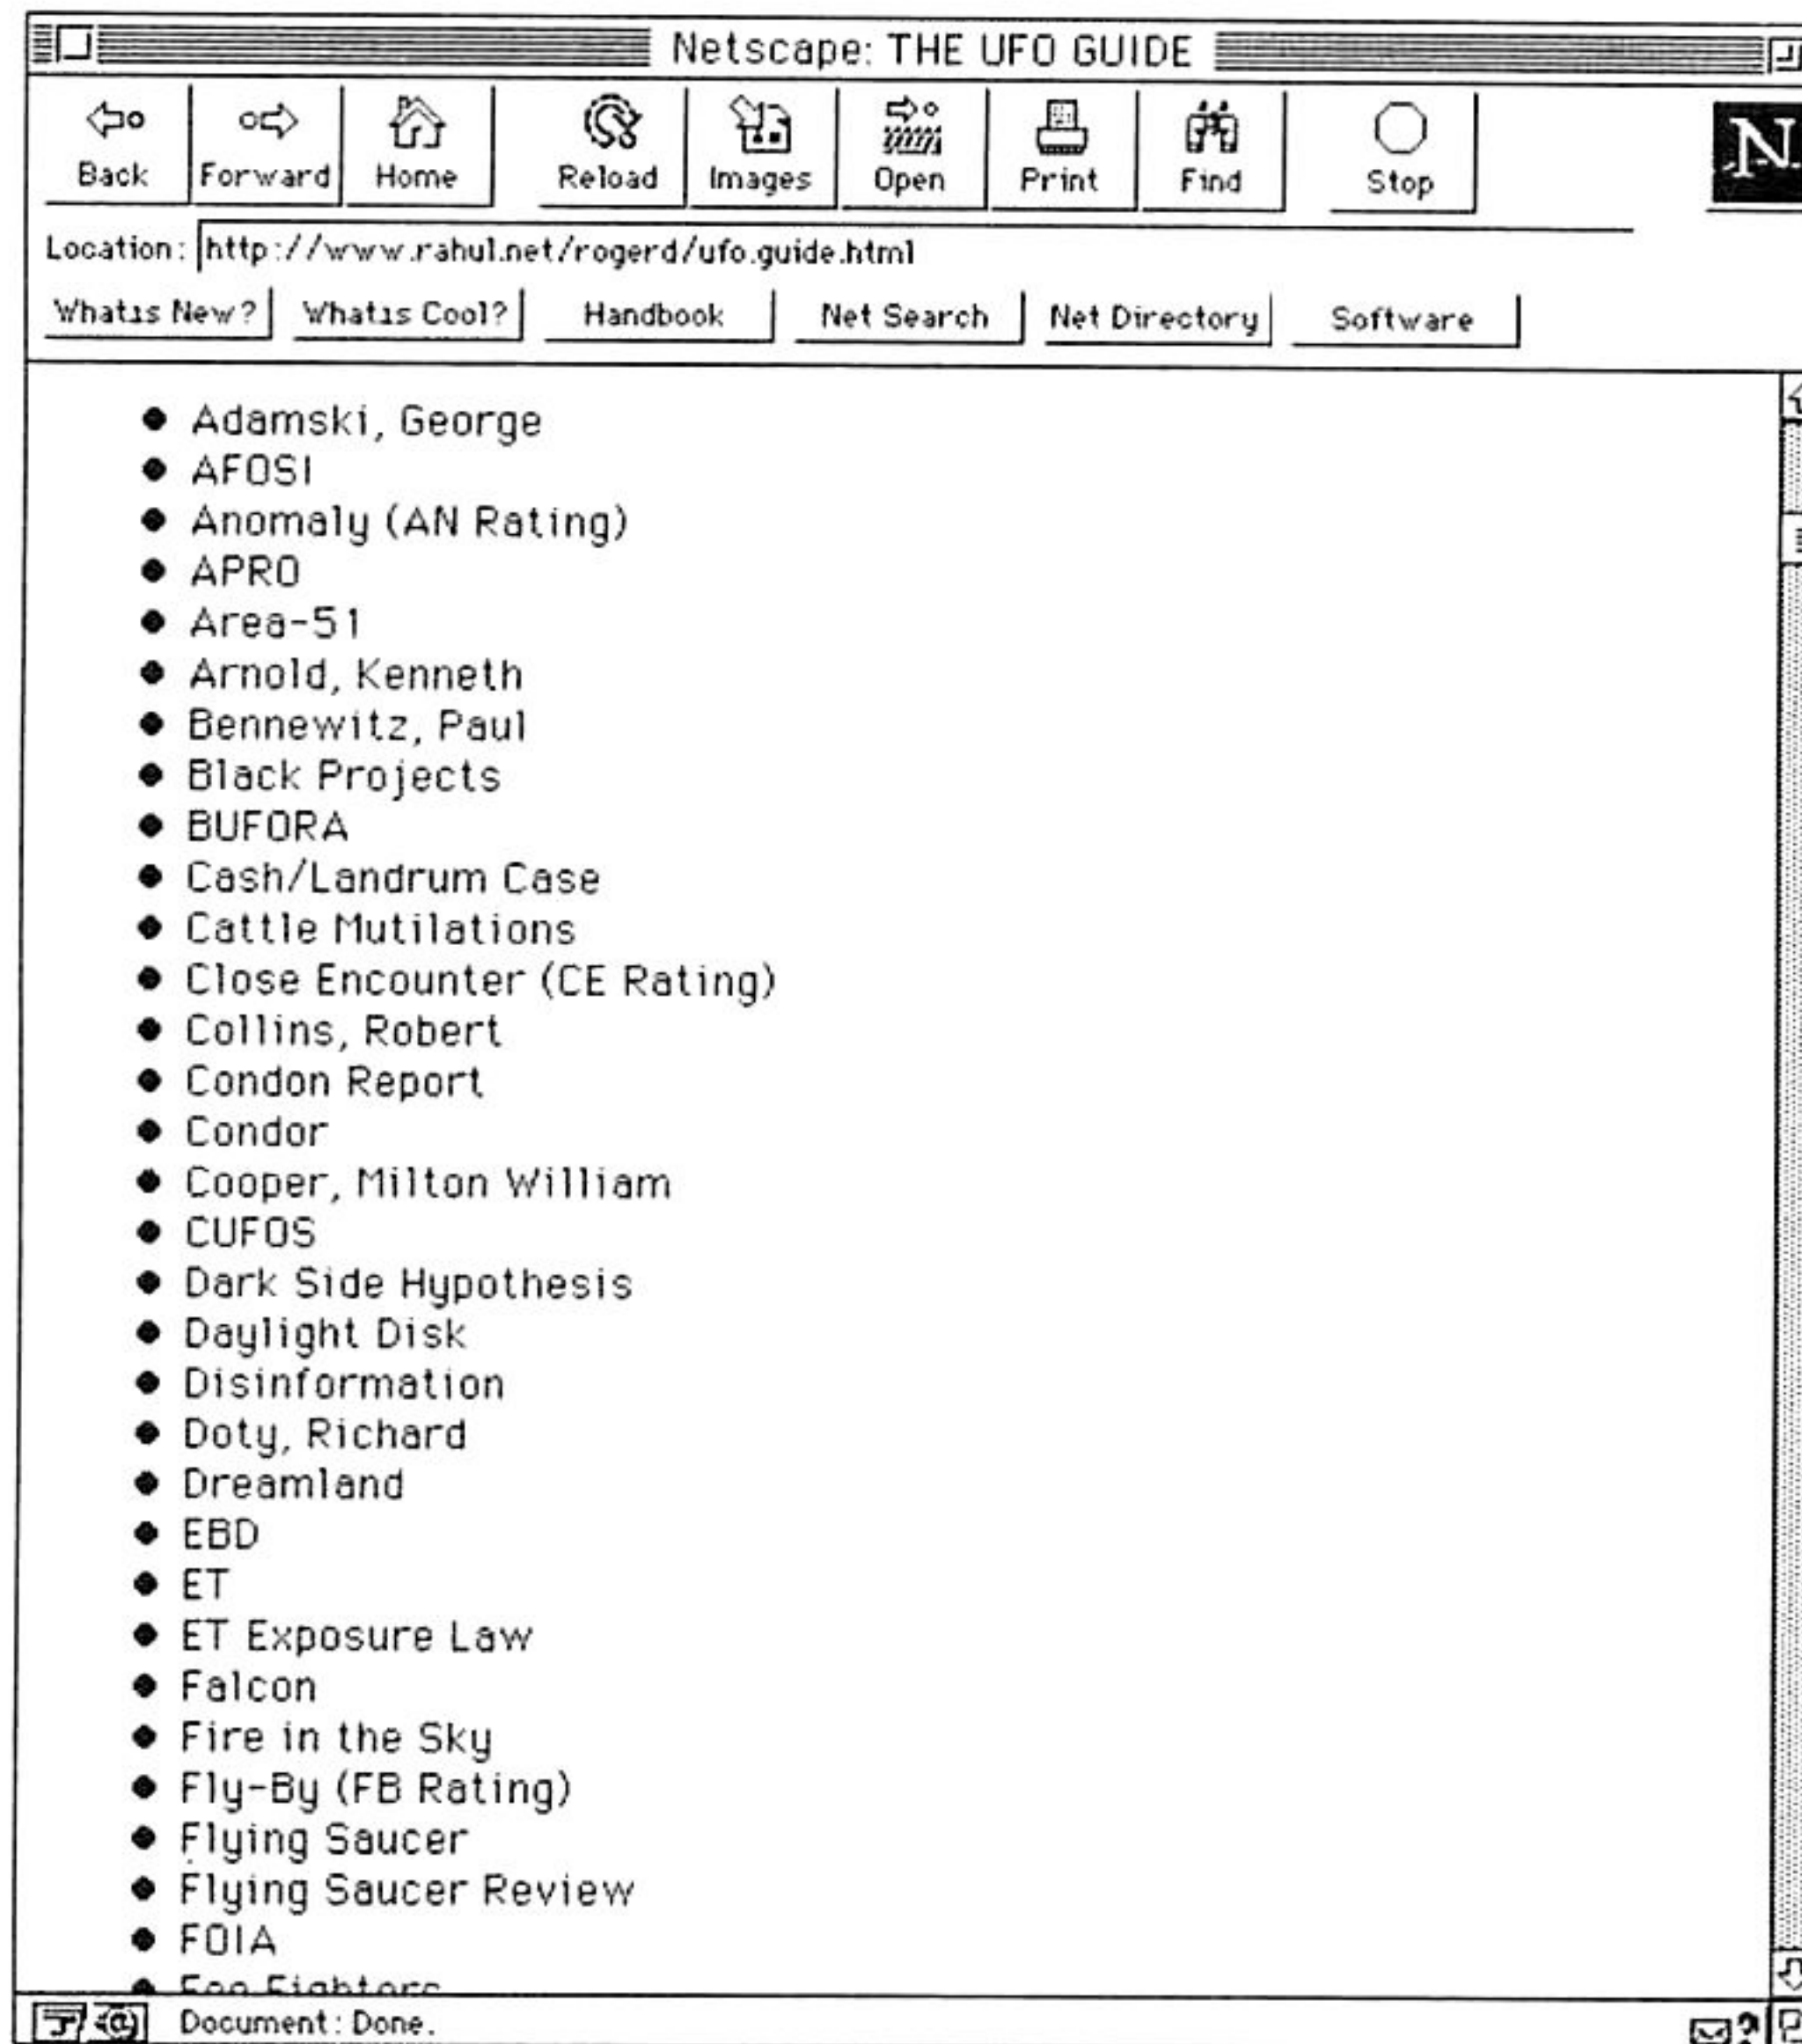 Netscape: THE UFO GUIDE
Back Forward Home Reload Images Open Print Find Stop
N
Location: http://www.rahul.net/rogerd/ufo.guide.html
What's New? What's Cool? Handbook Net Search Net Directory Software
Adamski, George
AFOSI
Anomaly (AN Rating)
APRO
Area-51
Arnold, Kenneth
Bennewitz, Paul
Black Projects
BUFORA
Cash/Landrum Case
Cattle Mutilations
Close Encounter (CE Rating)
Collins, Robert
Condon Report
Condor
Cooper, Milton William
CUFOS
Dark Side Hypothesis
Daylight Disk
Disinformation
Doty, Richard
Dreamland
EBD
ET
ET Exposure Law
Falcon
Fire in the Sky
Fly-By (FB Rating)
Flying Saucer
Flying Saucer Review
FOIA
Foo Fighters
Document: Done.